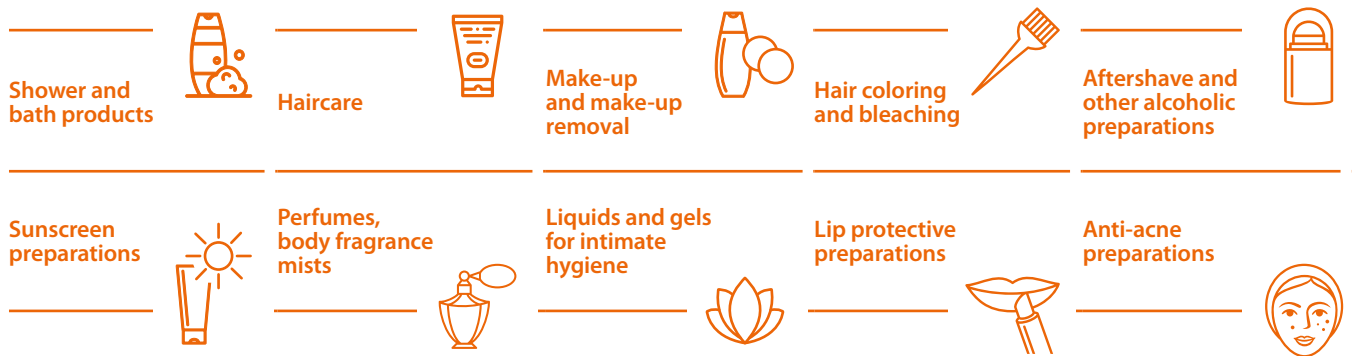 Shower and
bath products
Haircare
Make-up
and make-up
removal
Hair coloring
and bleaching
Aftershave and
other alcoholic
preparations
Sunscreen
preparations
Perfumes,
body fragrance
mists
Liquids and gels
for intimate
hygiene
Lip protective
preparations
Anti-acne
preparations